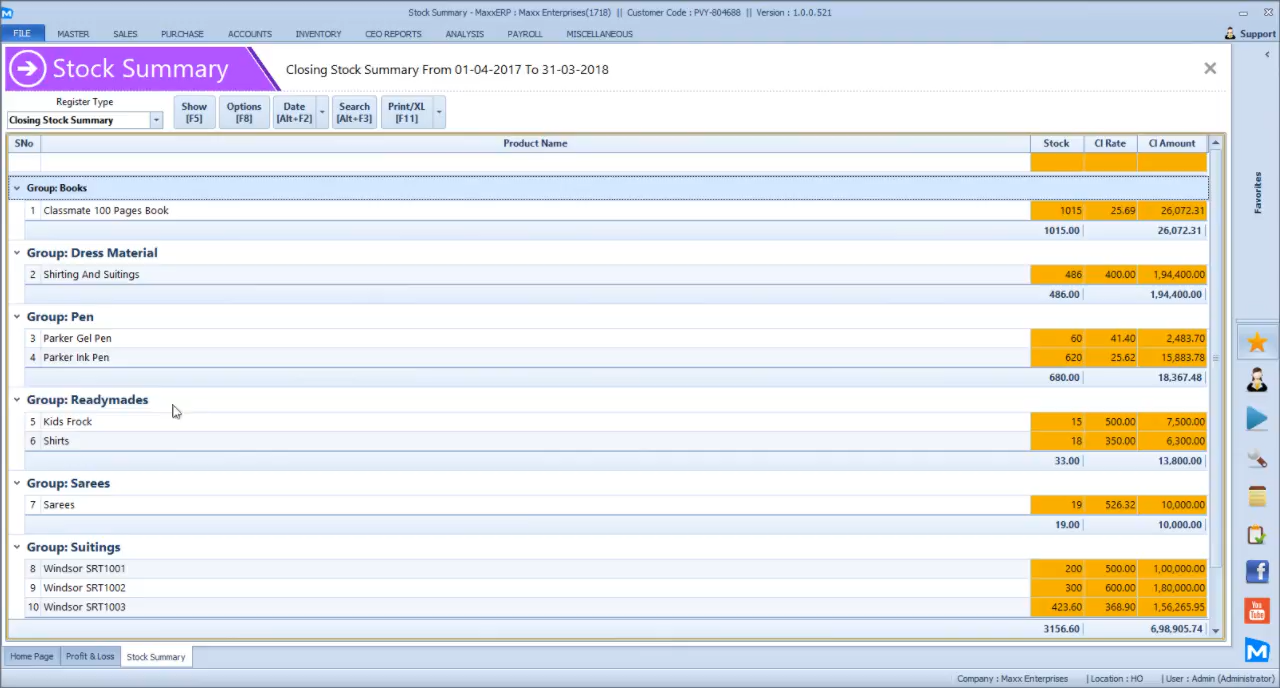 Stock Summary - MaxxERP : Maxx Enterprises(1718) || Customer Code : PVY-804688 || Version : 1.0.0.521
FILE MASTER SALES PURCHASE ACCOUNTS INVENTORY CEO REPORTS ANALYSIS PAYROLL MISCELLANEOUS Support
Stock Summary Closing Stock Summary From 01-04-2017 To 31-03-2018
Register Type
Closing Stock Summary
Show
[F5]
Options
[F8]
Date
[Alt+F2]
Search
[Alt+F3]
Print/XL
[F11]
SNo Product Name Stock Cl Rate Cl Amount
Group: Books
1 Classmate 100 Pages Book 1015 25.69 26,072.31
1015.00 26,072.31
Group: Dress Material
2 Shirting And Suitings 486 400.00 1,94,400.00
486.00 1,94,400.00
Group: Pen
3 Parker Gel Pen 60 41.40 2,483.70
4 Parker Ink Pen 620 25.62 15,883.78
680.00 18,367.48
Group: Readymades
5 Kids Frock 15 500.00 7,500.00
6 Shirts 18 350.00 6,300.00
33.00 13,800.00
Group: Sarees
7 Sarees 19 526.32 10,000.00
19.00 10,000.00
Group: Suitings
8 Windsor SRT1001 200 500.00 1,00,000.00
9 Windsor SRT1002 300 600.00 1,80,000.00
10 Windsor SRT1003 423.60 368.90 1,56,265.95
3156.60 6,98,905.74
Favorites
You
Tube
Home Page Profit & Loss Stock Summary
Company : Maxx Enterprises | Location : HO | User : Admin (Administrator)